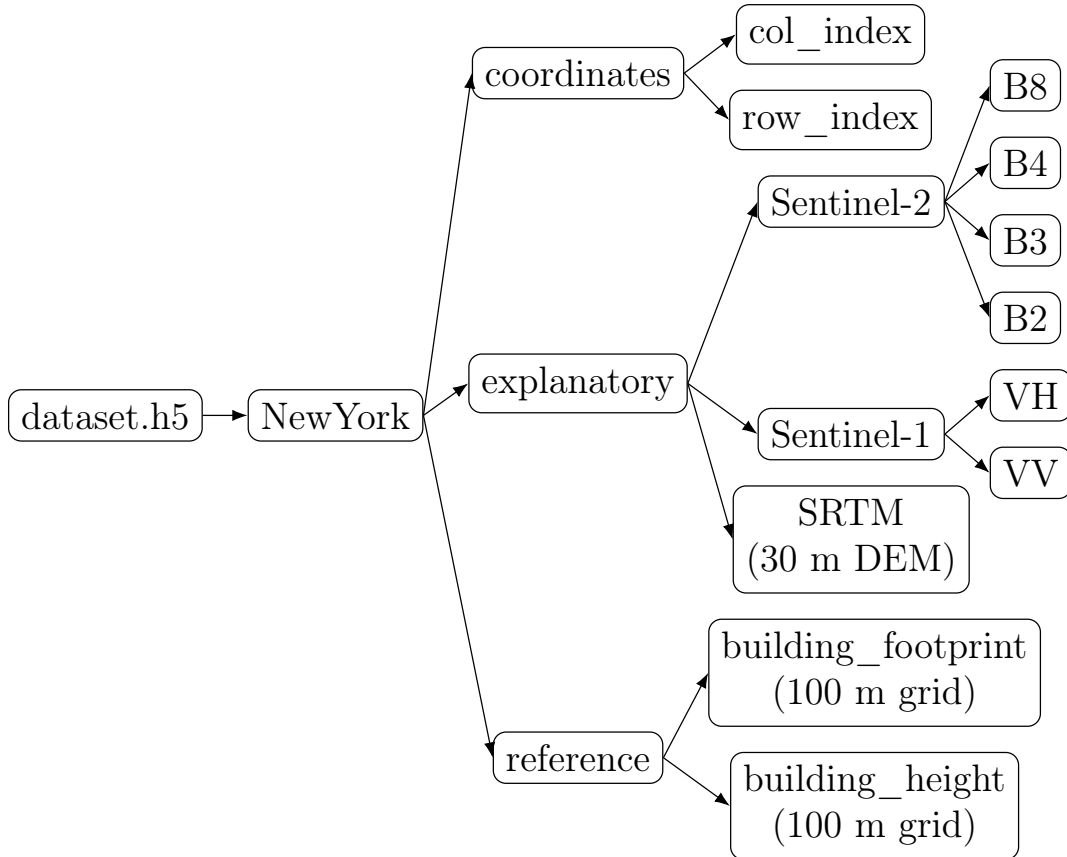 col_index
coordinates
B8
row_index
B4
Sentinel-2
B3
B2
explanatory
VH
dataset.h5
NewYork
Sentinel-1
VV
SRTM
(30 m DEM)
building_footprint
(100 m grid)
reference
building_height
(100 m grid)